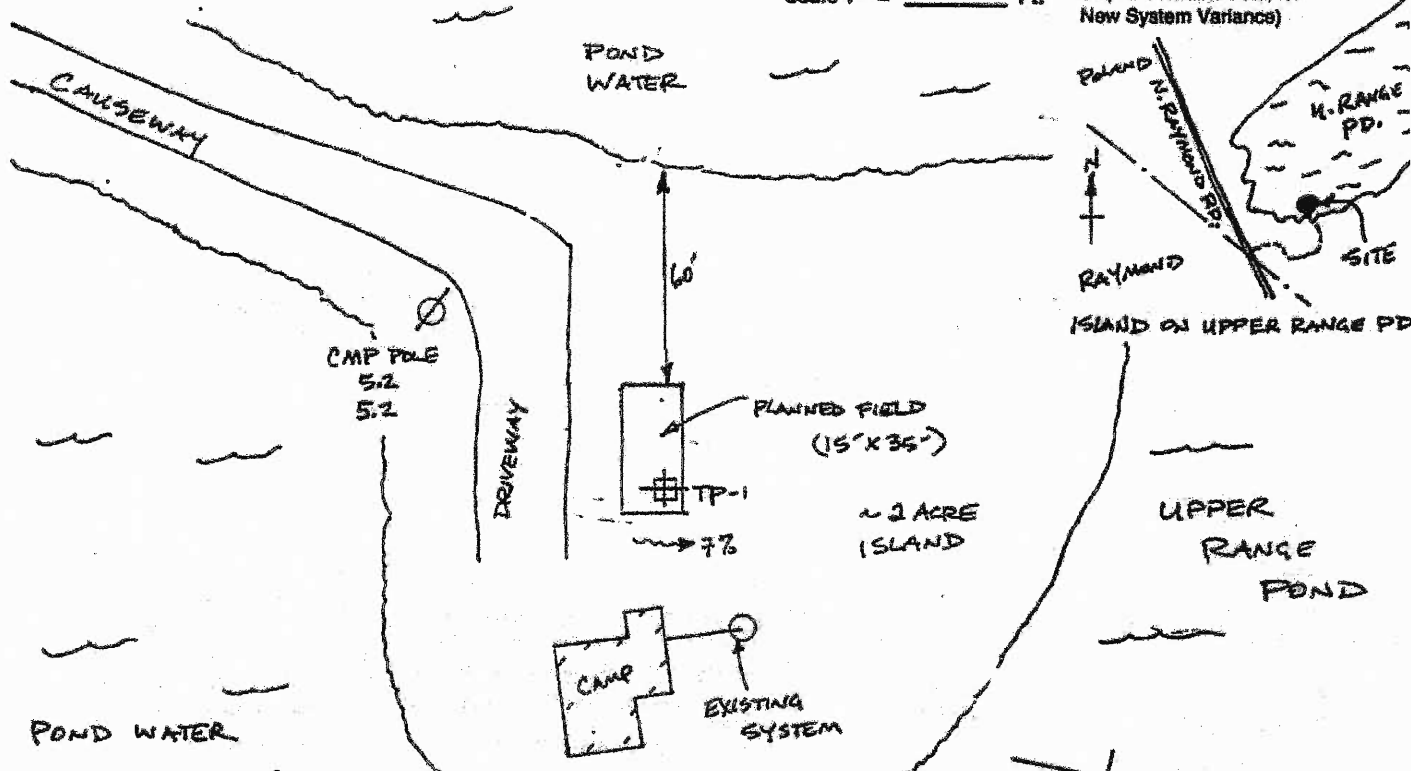 New System Variance)
POND
WATER
CAUSEWAY
POLAND
N. RAYMOND RD.
U. RANGE
PD.
N
RAYMOND
SITE
ISLAND ON UPPER RANGE PD
60'
CMP POLE
5.2
5.2
DRIVEWAY
PLANNED FIELD
(15'X35')
TP-1
7%
~ 2 ACRE
ISLAND
UPPER
RANGE
POND
CAMP
EXISTING
SYSTEM
POND WATER